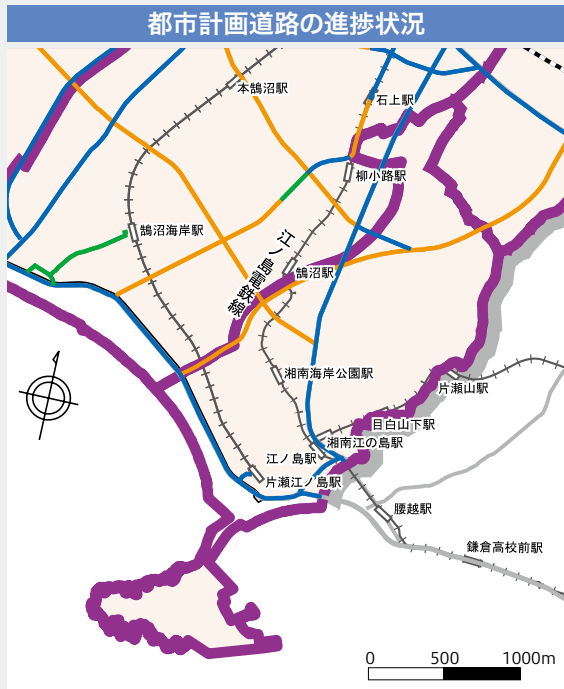 都市計画道路の進捗状況
本鵠沼駅
石上駅
柳小路駅
鵠沼海岸駅
江ノ島電鉄線
鵠沼駅
湘南海岸公園駅
片瀬山駅
目白山下駅
湘南江の島駅
江ノ島駅
片瀬江ノ島駅
腰越駅
鎌倉高校前駅
0 500 1000m